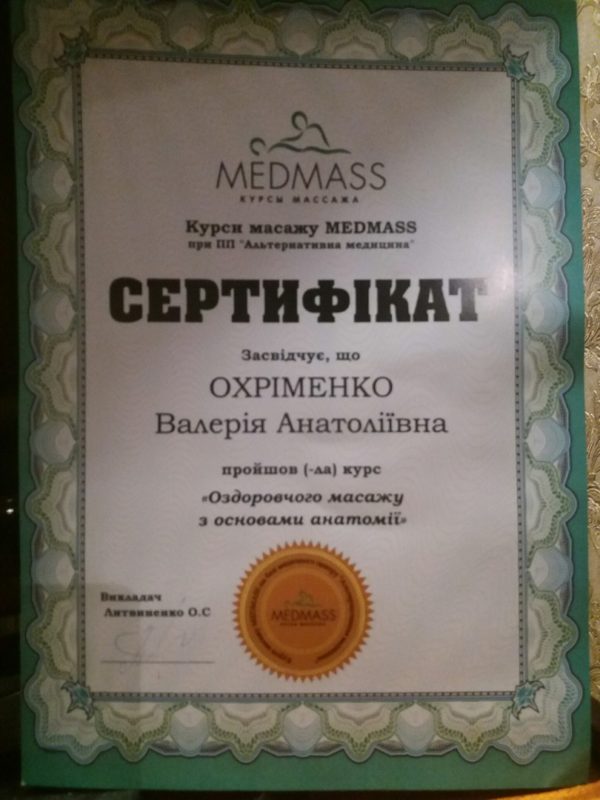 MEDMASS
КУРСЫ МАССАЖА
Курси масажу MEDMASS
при ПП "Альтернативна медицина"
СЕРТИФІКАТ
Засвідчує, що
ОХРІМЕНКО
Валерія Анатоліївна
пройшов (-ла) курс
«Оздоровчого масажу
з основами анатомії»
Викладач
Литвиненко О.С
MEDMASS